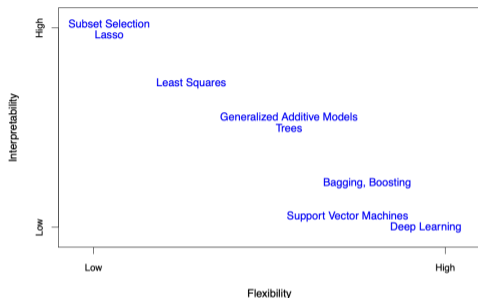 High
Subset Selection
Lasso
Least Squares
Generalized Additive Models
Trees
Interpretability
Bagging, Boosting
Support Vector Machines
Deep Learning
Low
Low
High
Flexibility